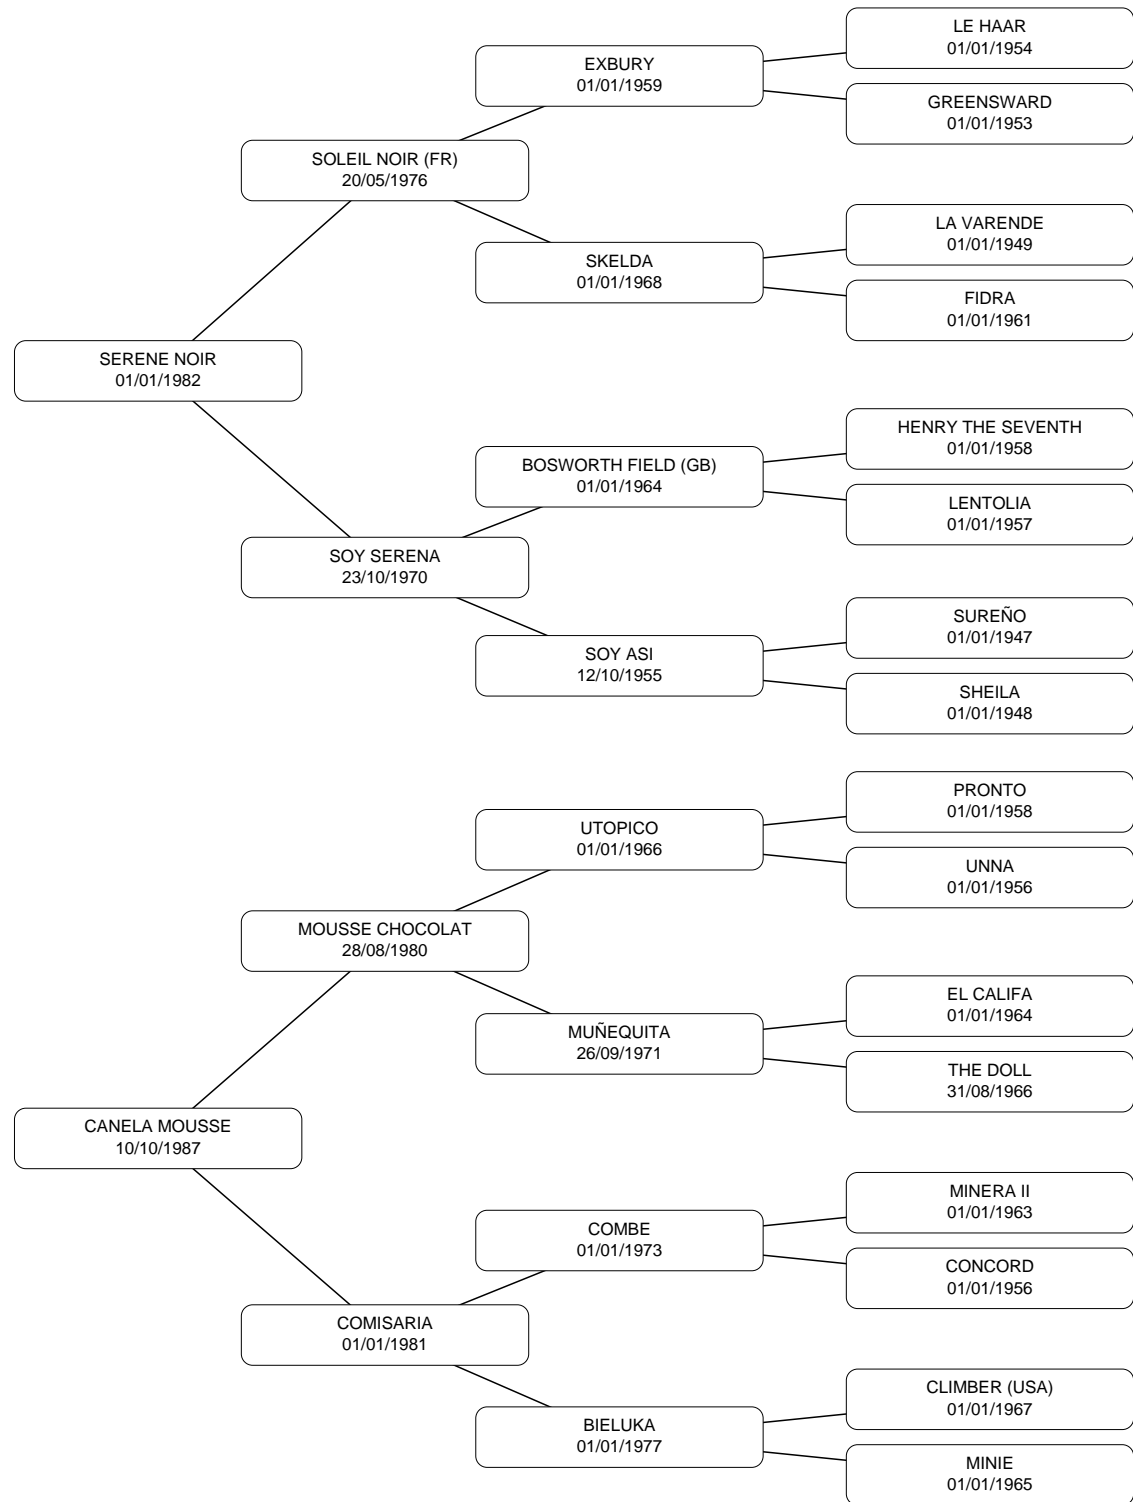 LE HAAR
01/01/1954
EXBURY
01/01/1959
GREENSWARD
01/01/1953
SOLEIL NOIR (FR)
20/05/1976
LA VARENDE
01/01/1949
SKELDA
01/01/1968
FIDRA
01/01/1961
SERENE NOIR
01/01/1982
HENRY THE SEVENTH
01/01/1958
BOSWORTH FIELD (GB)
01/01/1964
LENTOLIA
01/01/1957
SOY SERENA
23/10/1970
SUREÑO
01/01/1947
SOY ASI
12/10/1955
SHEILA
01/01/1948
PRONTO
01/01/1958
UTOPICO
01/01/1966
UNNA
01/01/1956
MOUSSE CHOCOLAT
28/08/1980
EL CALIFA
01/01/1964
MUÑEQUITA
26/09/1971
THE DOLL
31/08/1966
CANELA MOUSSE
10/10/1987
MINERA II
01/01/1963
COMBE
01/01/1973
CONCORD
01/01/1956
COMISARIA
01/01/1981
CLIMBER (USA)
01/01/1967
BIELUKA
01/01/1977
MINIE
01/01/1965